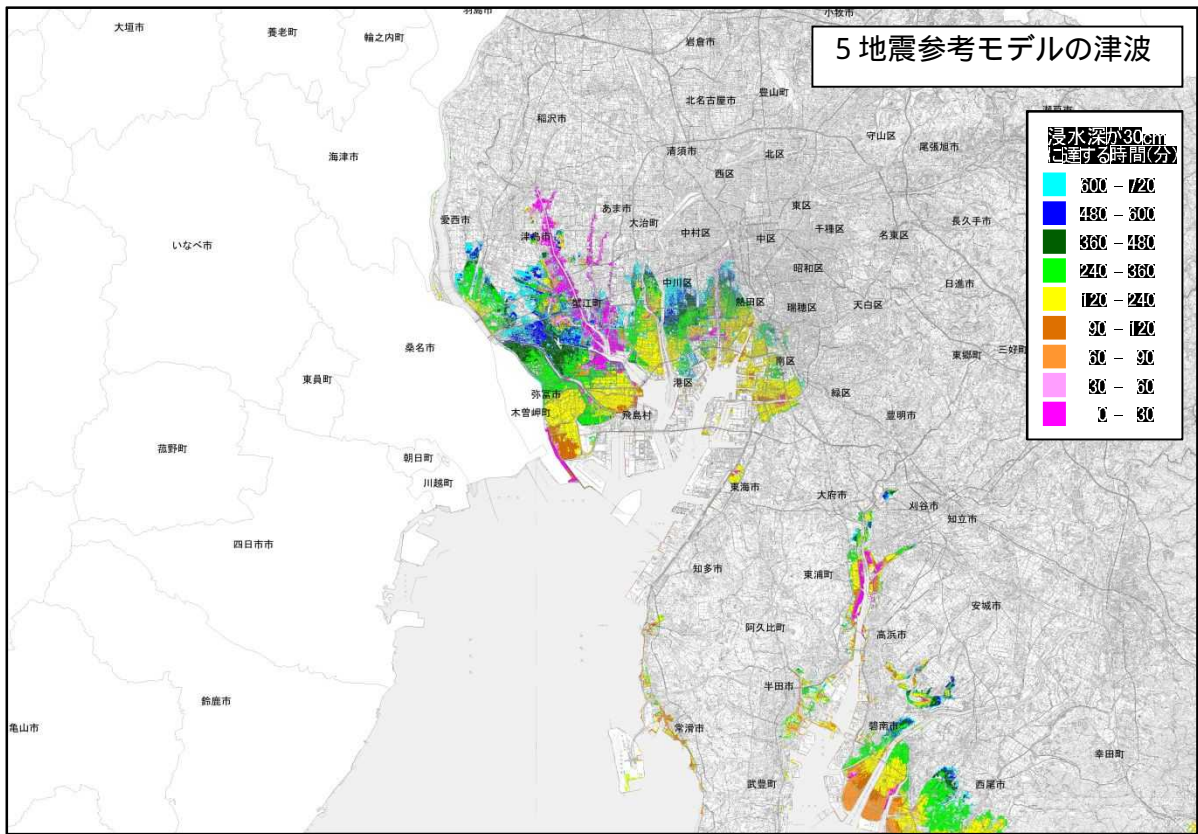 羽島市
小牧市
大垣市
養老町
輪之内町
岩倉市
5地震参考モデルの津波
豊山町
北名古屋市
稲沢市
守山区
尾張旭市
海津市
清須市
北区
西区
浸水深が30cm
に達する時間(分)
600 - 720
480 - 600
360 - 480
240 - 360
120 - 240
90 - 120
60 - 90
30 - 60
0 - 30
愛西市
あま市
大治町
東区
津島市
中村区
中区
千種区
名東区
長久手市
いなべ市
昭和区
中川区
日進市
蟹江町
熱田区
瑞穂区
天白区
桑名市
東員町
南区
東郷町
三好町
港区
弥富市
木曽岬町
飛島村
緑区
豊明市
菰野町
朝日町
川越町
東海市
大府市
刈谷市
知立市
四日市市
知多市
東浦町
安城市
阿久比町
高浜市
半田市
鈴鹿市
亀山市
常滑市
碧南市
幸田町
武豊町
西尾市